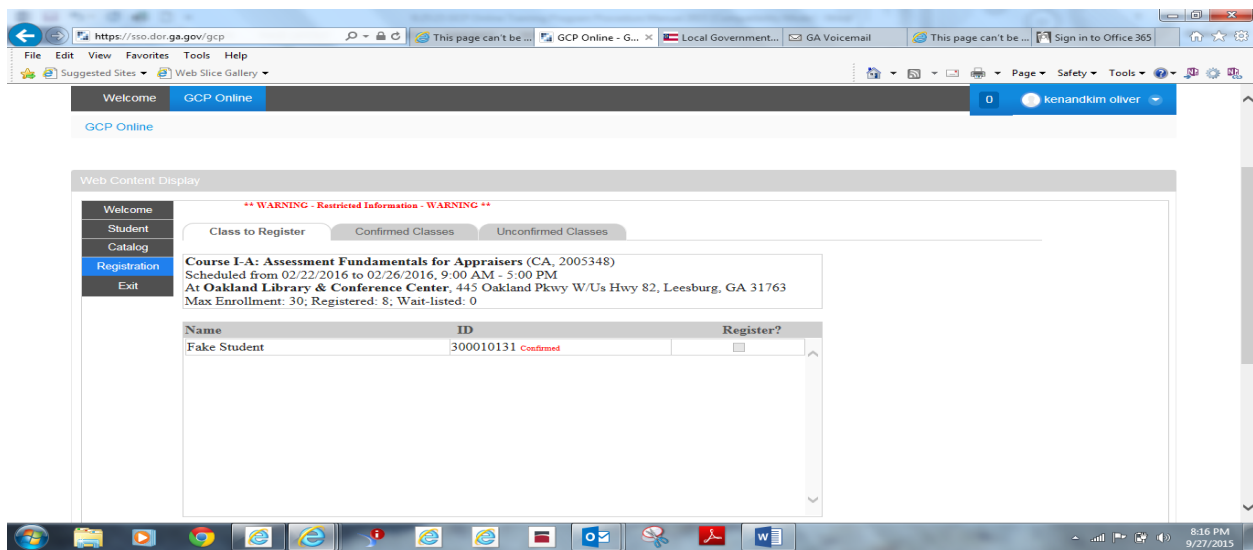 https://sso.dor.ga.gov/gcp
This page can't be ...
GCP Online - G...
Local Government...
GA Voicemail
This page can't be ...
Sign in to Office 365
File Edit View Favorites Tools Help
Suggested Sites Web Slice Gallery
Page Safety Tools
Welcome GCP Online
0 kenandkim oliver
GCP Online
Web Content Display
Welcome
Student
Catalog
Registration
Exit
** WARNING - Restricted Information - WARNING **
Class to Register Confirmed Classes Unconfirmed Classes
Course I-A: Assessment Fundamentals for Appraisers (CA, 2005348)
Scheduled from 02/22/2016 to 02/26/2016, 9:00 AM - 5:00 PM
At Oakland Library & Conference Center, 445 Oakland Pkwy W/Us Hwy 82, Leesburg, GA 31763
Max Enrollment: 30; Registered: 8; Wait-listed: 0
Name ID Register?
Fake Student 300010131 Confirmed
8:16 PM
9/27/2015